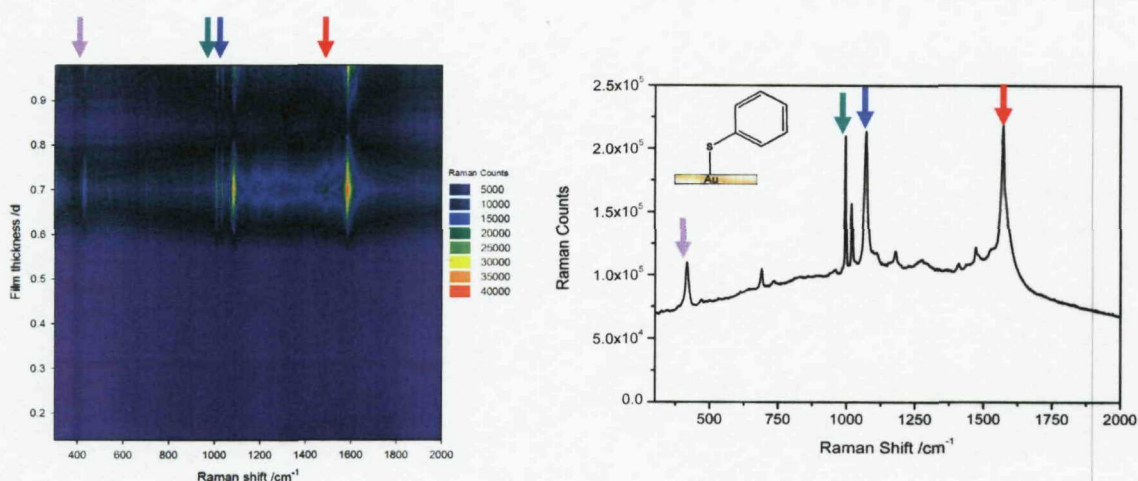 0.9
0.8
0.7
0.6
0.5
0.4
0.3
0.2
Film thickness /d
400 600 800 1000 1200 1400 1600 1800 2000
Raman shift /cm⁻¹
Raman Counts
5000
10000
15000
20000
25000
30000
35000
40000
2.5x10⁵
2.0x10⁵
1.5x10⁵
1.0x10⁵
5.0x10⁴
0.0
Raman Counts
S
Au
500 750 1000 1250 1500 1750 2000
Raman Shift /cm⁻¹